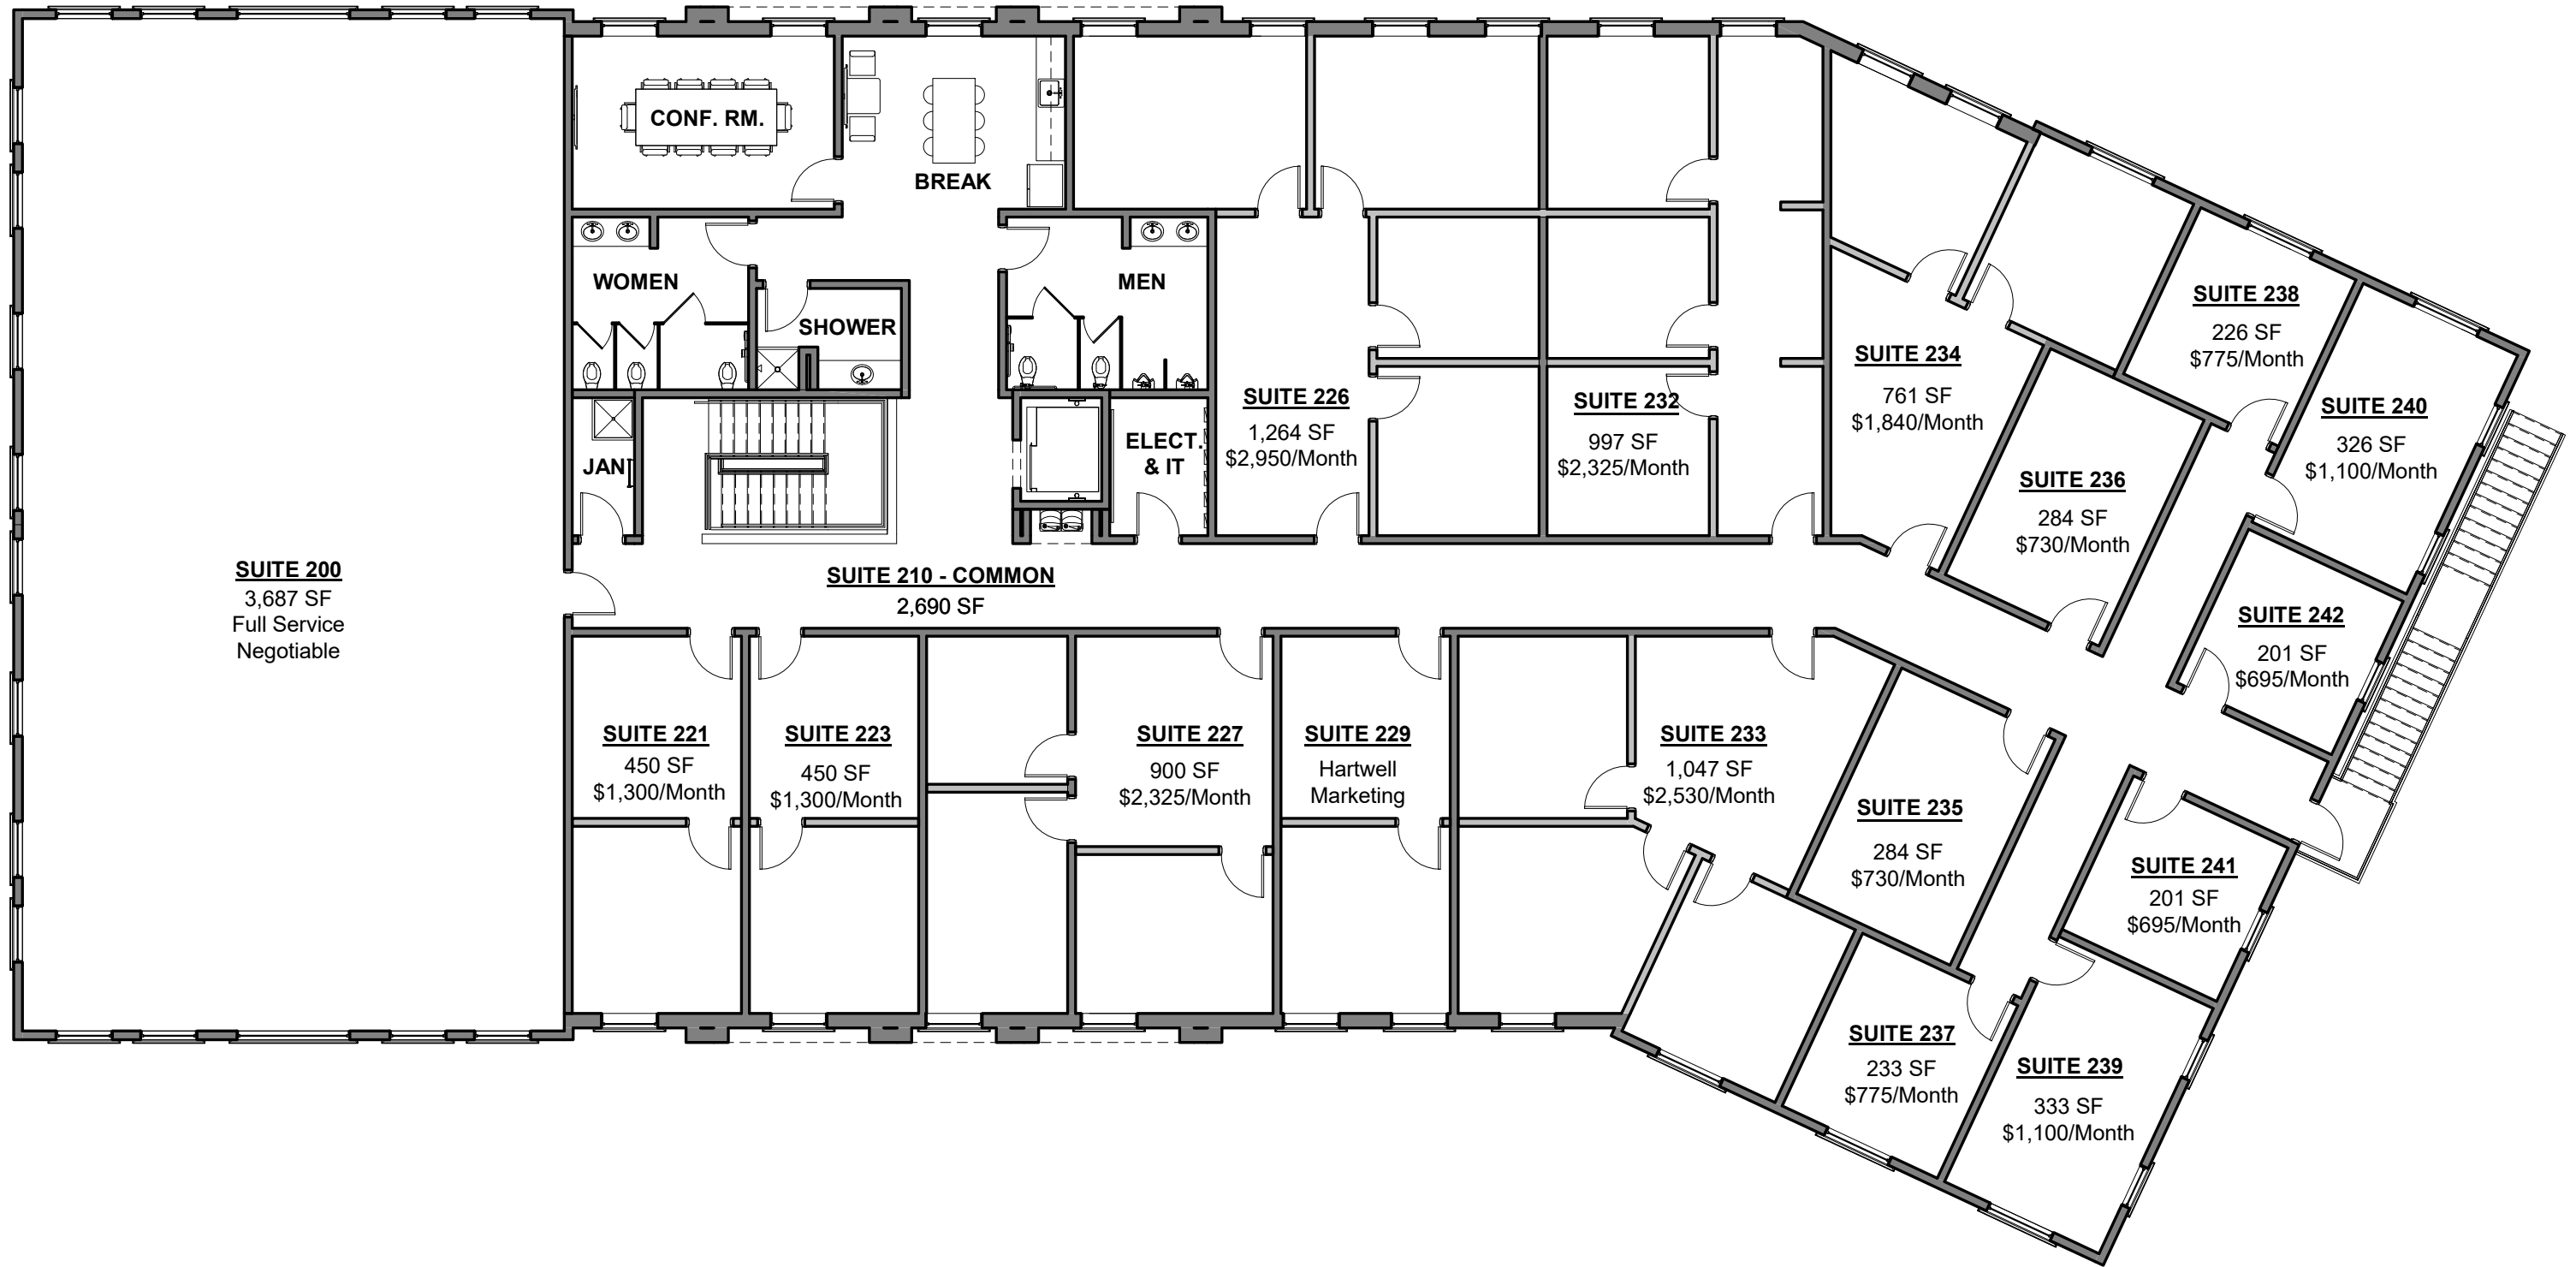 CONF. RM.
BREAK
WOMEN
MEN
SHOWER
JAN
ELECT.
& IT
SUITE 200
3,687 SF
Full Service
Negotiable
SUITE 210 - COMMON
2,690 SF
SUITE 226
1,264 SF
$2,950/Month
SUITE 232
997 SF
$2,325/Month
SUITE 234
761 SF
$1,840/Month
SUITE 236
284 SF
$730/Month
SUITE 238
226 SF
$775/Month
SUITE 240
326 SF
$1,100/Month
SUITE 242
201 SF
$695/Month
SUITE 221
450 SF
$1,300/Month
SUITE 223
450 SF
$1,300/Month
SUITE 227
900 SF
$2,325/Month
SUITE 229
Hartwell
Marketing
SUITE 233
1,047 SF
$2,530/Month
SUITE 235
284 SF
$730/Month
SUITE 241
201 SF
$695/Month
SUITE 237
233 SF
$775/Month
SUITE 239
333 SF
$1,100/Month